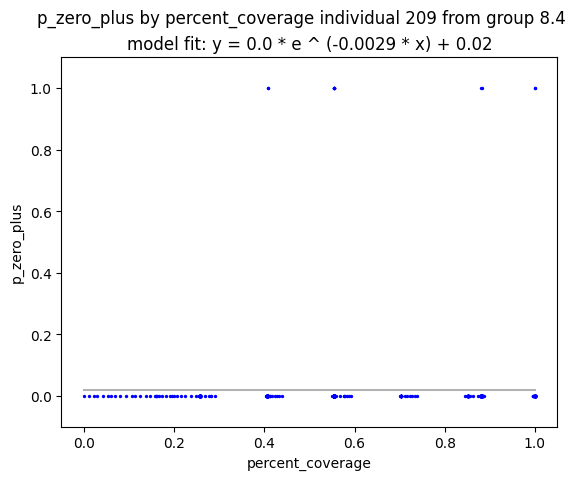 p_zero_plus by percent_coverage individual 209 from group 8.4
model fit: y = 0.0 * e ^ (-0.0029 * x) + 0.02
1.0
0.8
0.6
0.4
0.2
0.0
p_zero_plus
0.0 0.2 0.4 0.6 0.8 1.0
percent_coverage